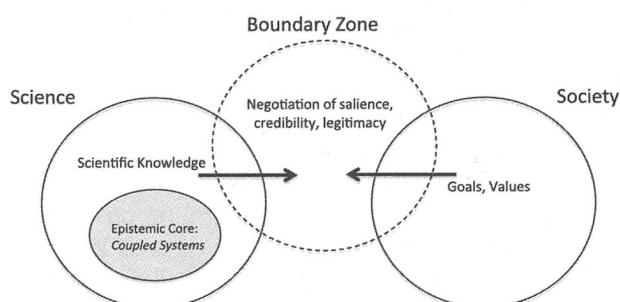 Boundary Zone
Science
Society
Negotiation of salience,
credibility, legitimacy
Scientific Knowledge
Goals, Values
Epistemic Core:
Coupled Systems